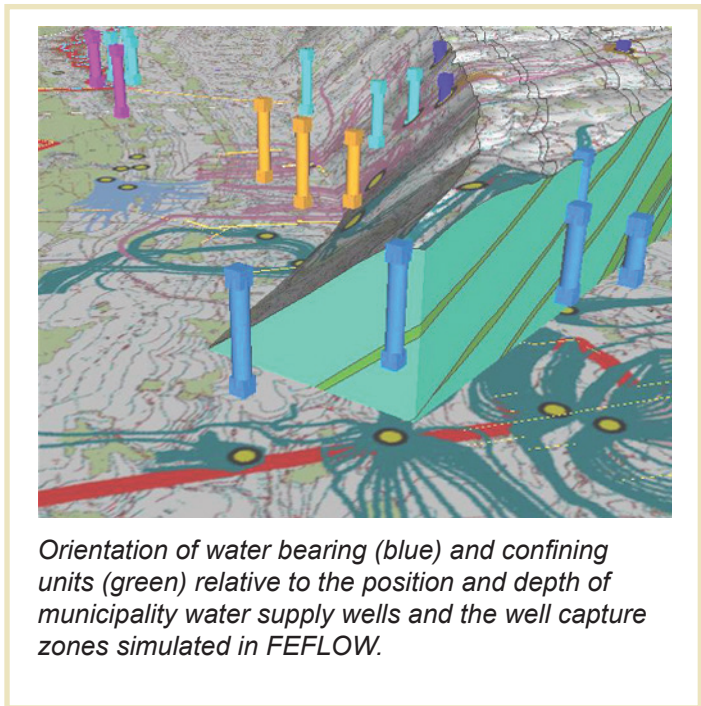 Orientation of water bearing (blue) and confining
units (green) relative to the position and depth of
municipality water supply wells and the well capture
zones simulated in FEFLOW.